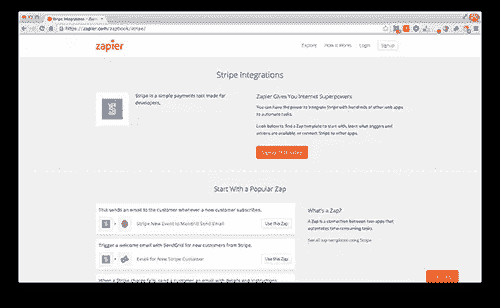 Stripe Integrations
https://zapier.com/zapbook/stripe/
zapier
Explore How it Works Login Sign up
Stripe Integrations
Stripe is a simple payments tool made for
developers.
Zapier Gives You Internet Superpowers
You can have the power to integrate Stripe with hundreds of other web apps
to automate tasks.
Look below to find a Zap template to start with, learn what triggers and
actions are available, or connect Stripe to other apps.
Start With a Popular Zap
This sends an email to the customer whenever a new customer subscribes.
Stripe New Event to Mandrill Send Email
Use this Zap
Trigger a welcome email with SendGrid for new customers from Stripe.
Email for New Stripe Customer
Use this Zap
When a Stripe charge fails, send a customer an email with details and instructions
What's a Zap?
A Zap is a connection between two apps that
automates time-consuming tasks.
See all zap templates using Stripe